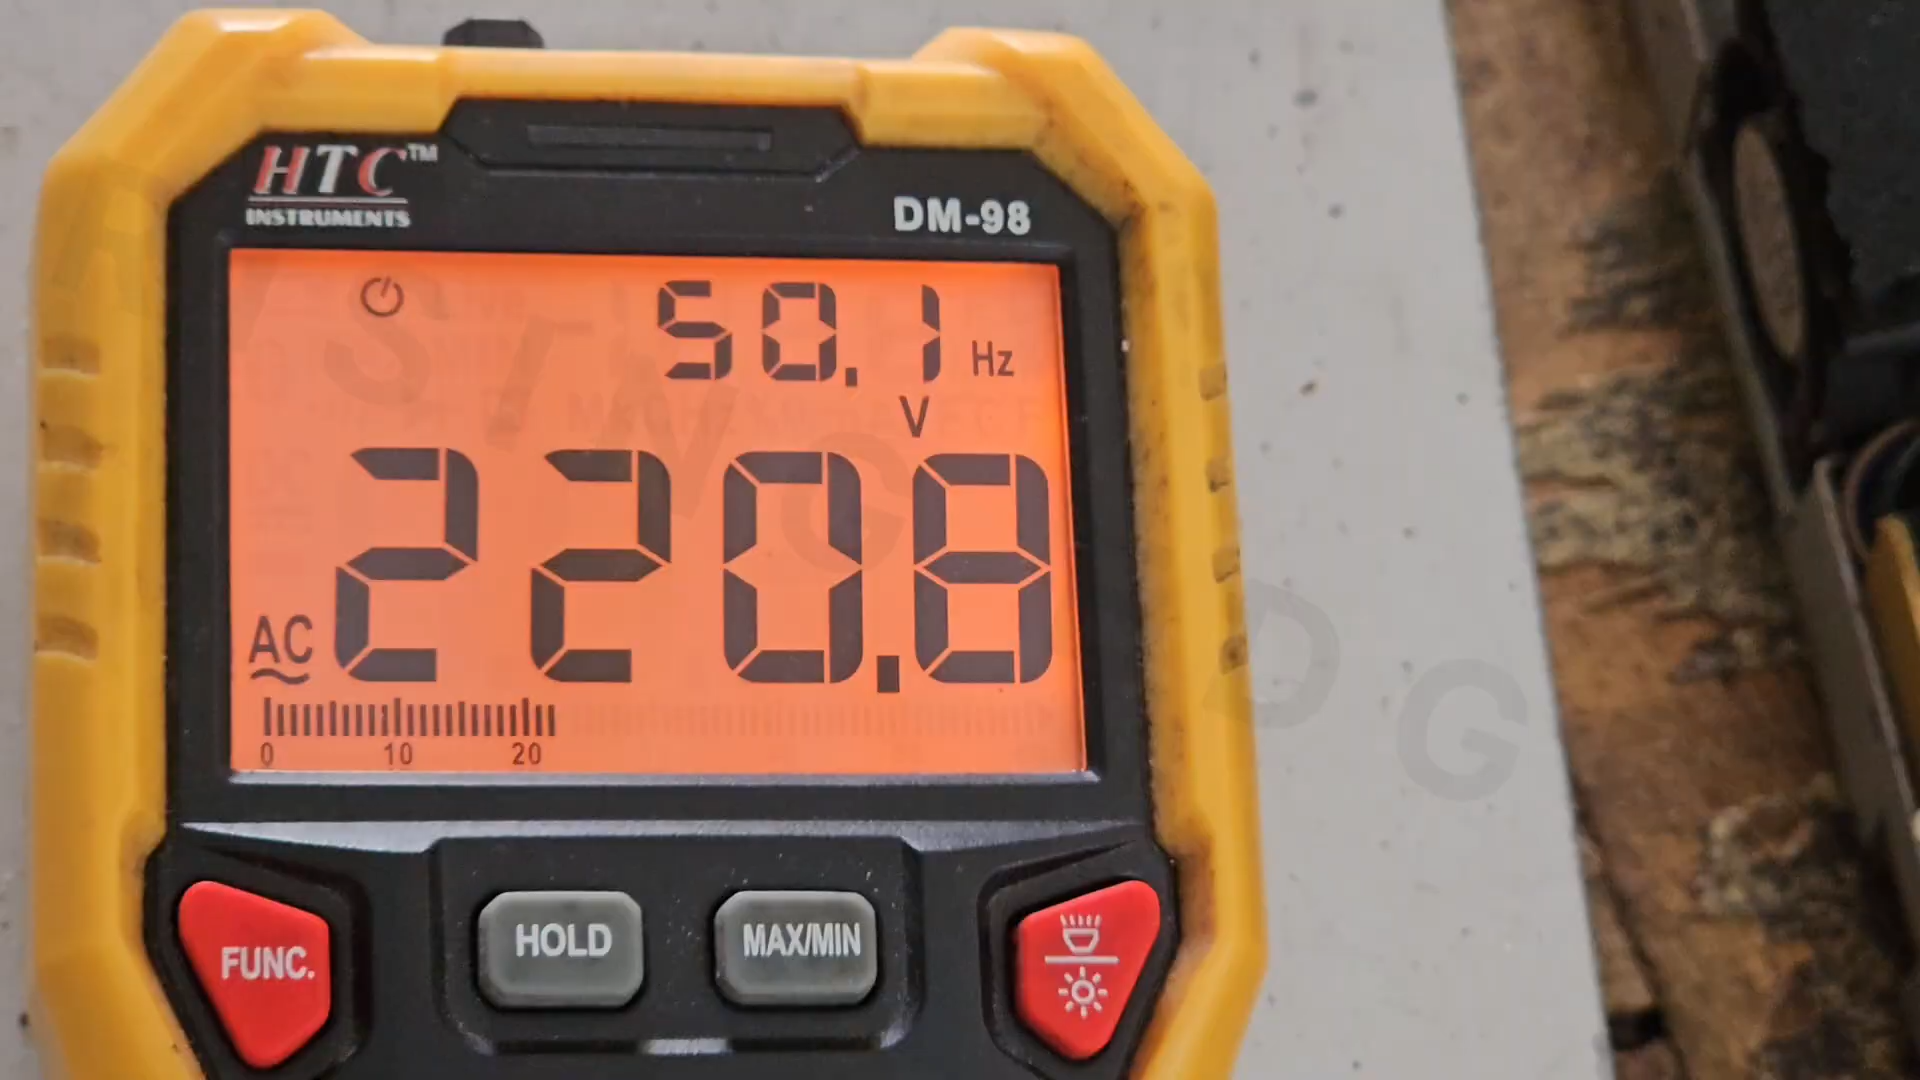 HTC™
INSTRUMENTS
DM-98
50.1 Hz
V
AC 220.8
0 10 20
FUNC.
HOLD
MAX/MIN